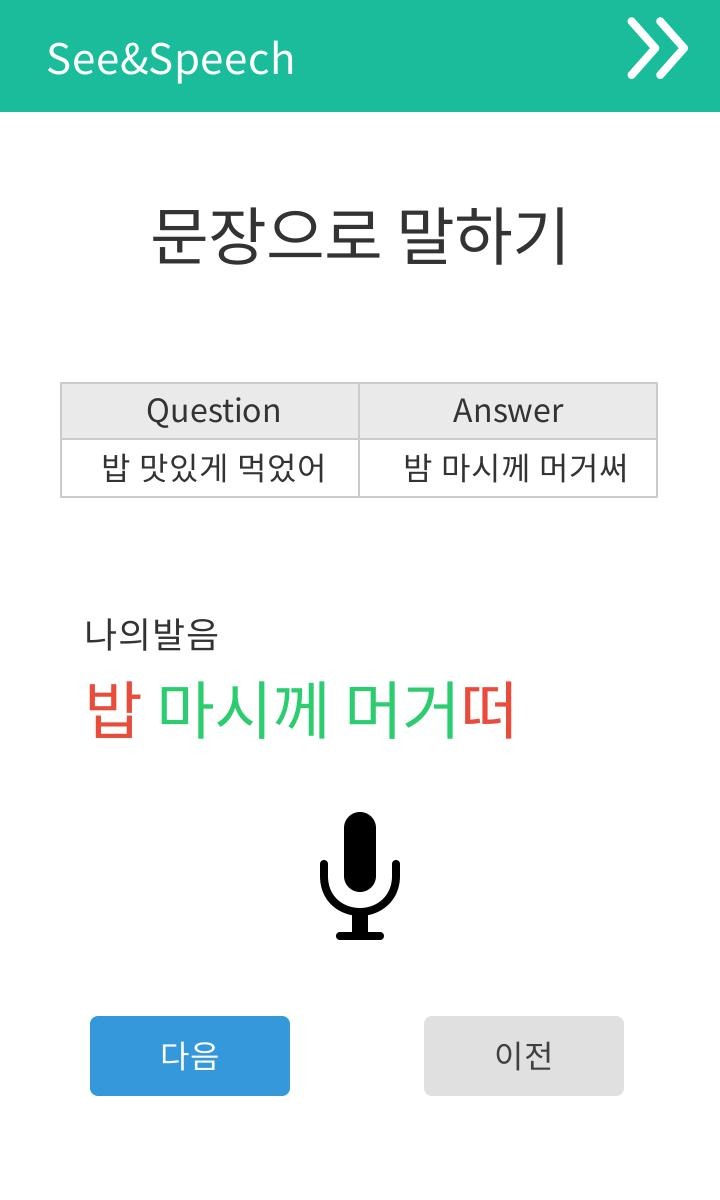 See&Speech
문장으로 말하기
Question Answer
밥 맛있게 먹었어 밤 마시께 머거써
나의발음
밥 마시께 머거떠
다음 이전